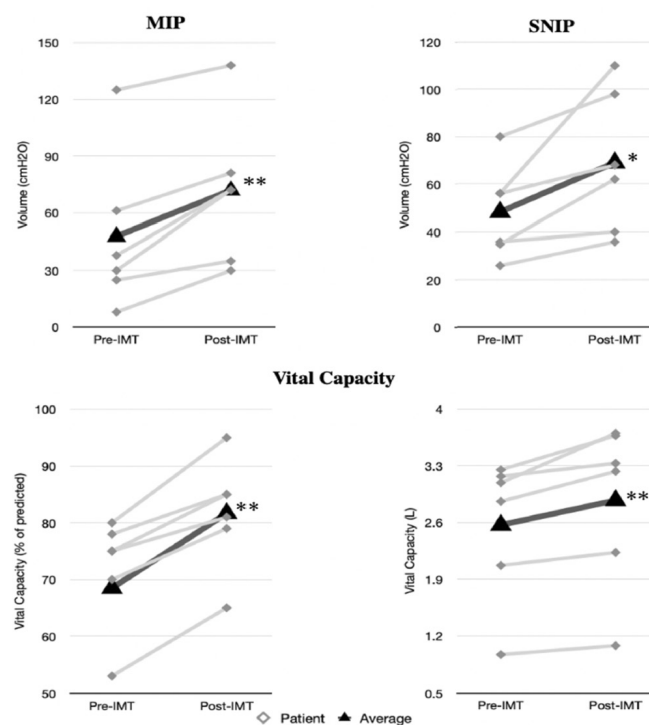 MIP
150
120
90
60
30
0
Volume (cmH2O)
**
Pre-IMT Post-IMT
SNIP
120
100
80
60
40
20
0
Volume (cmH2O)
*
Pre-IMT Post-IMT
Vital Capacity
100
90
80
70
60
50
Vital Capacity (% of predicted)
**
Pre-IMT Post-IMT
4
3.3
2.6
1.9
1.2
0.5
Vital Capacity (L)
**
Pre-IMT Post-IMT
Patient Average